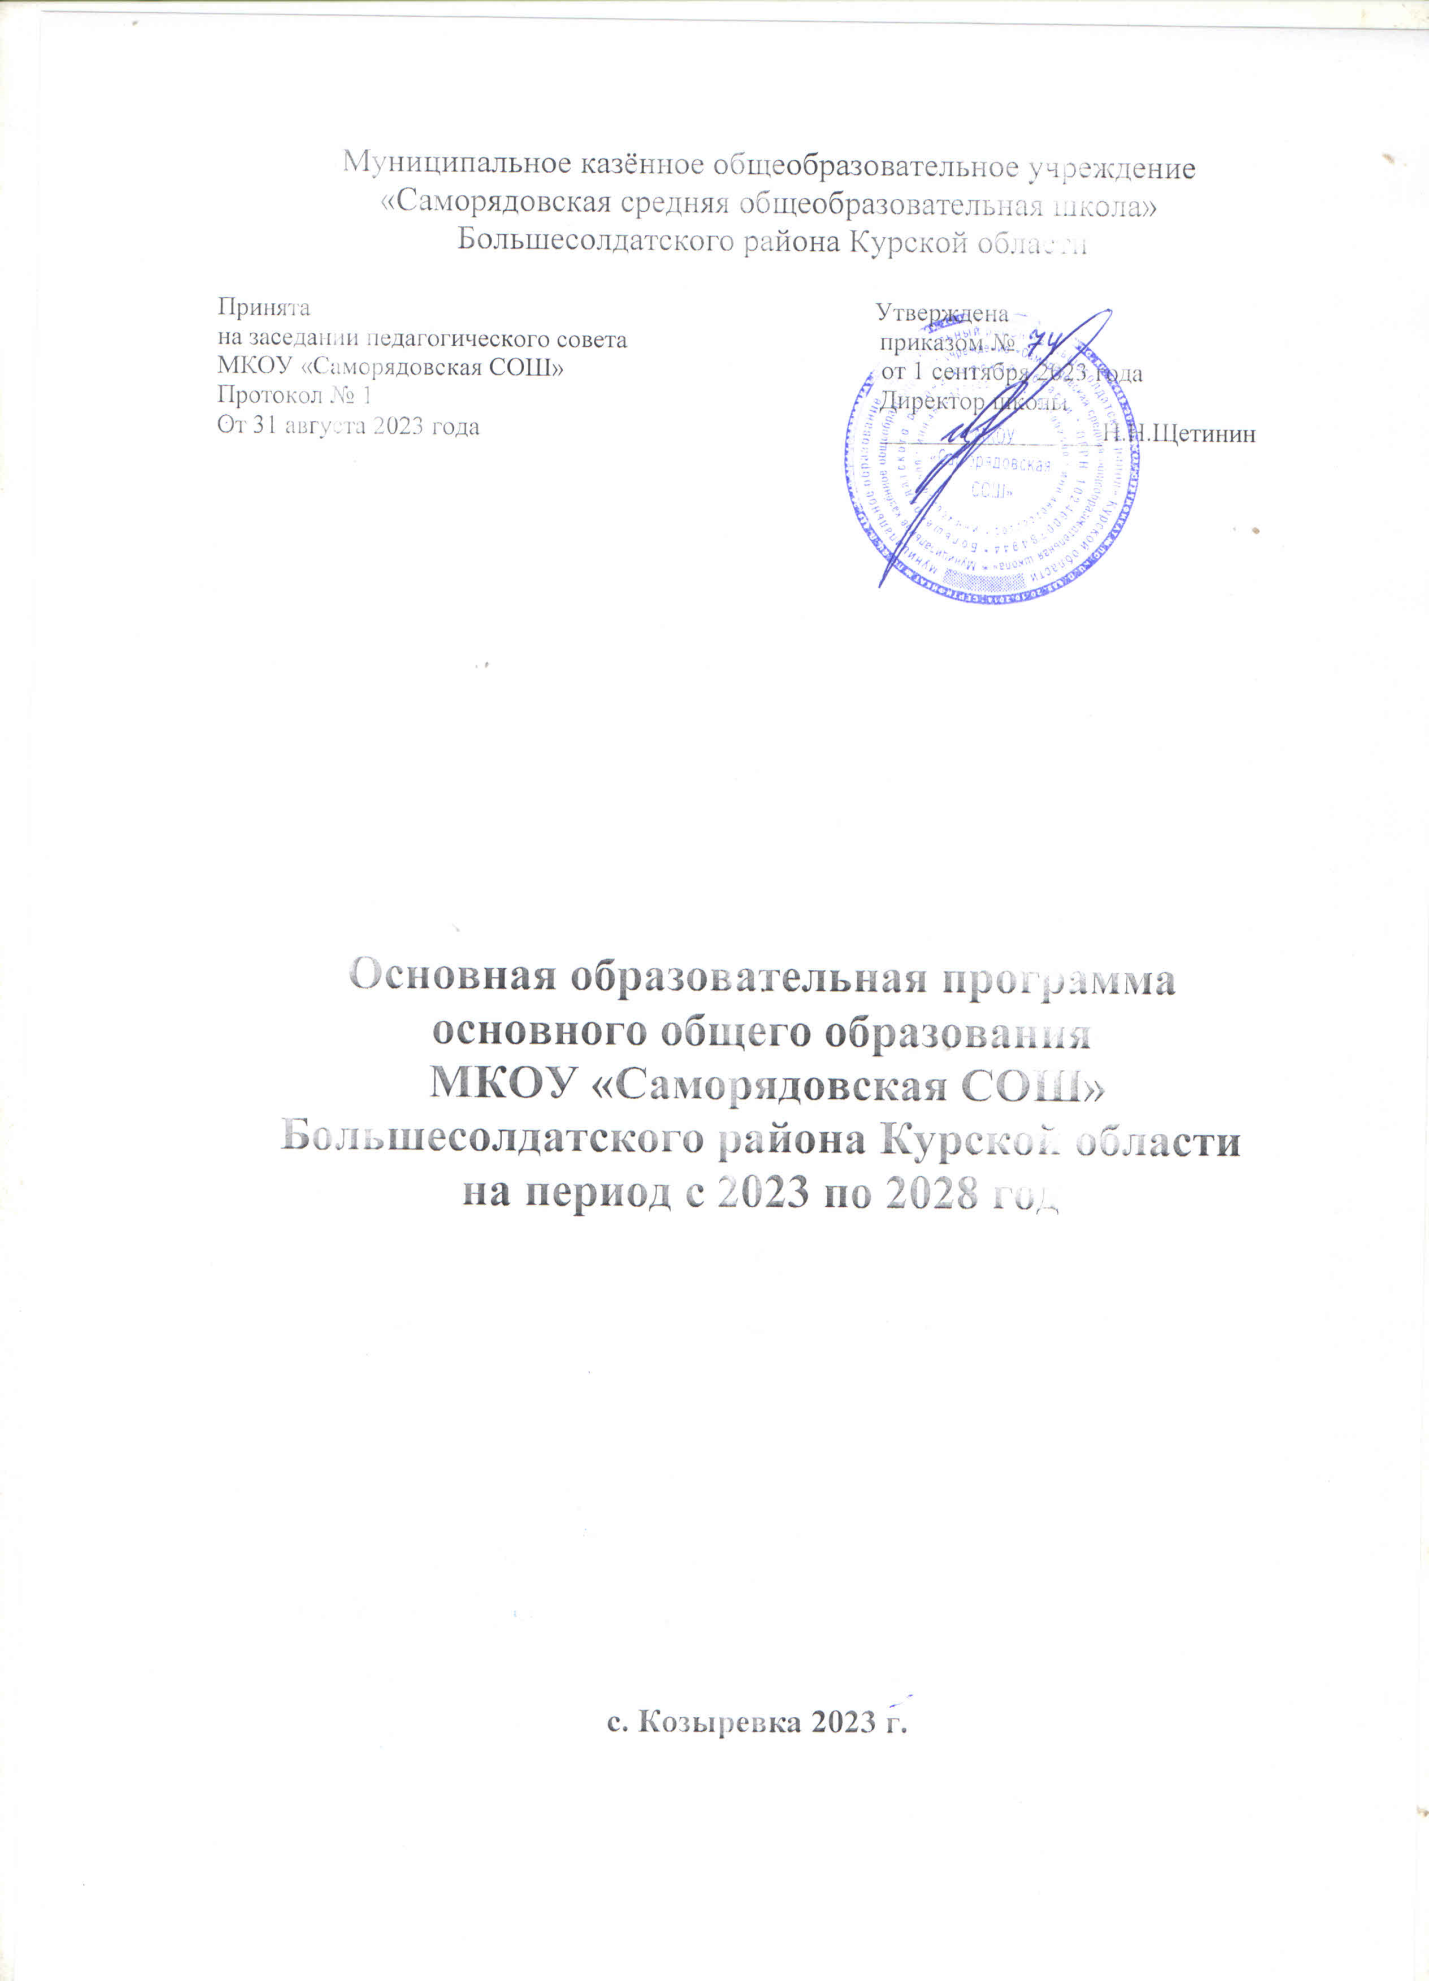 Муниципальное казённое общеобразовательное учреждение
«Саморядовская средняя общеобразовательная школа»
Большесолдатского района Курской области
Принята
на заседании педагогического совета
МКОУ «Саморядовская СОШ»
Протокол № 1
От 31 августа 2023 года
Утверждена
приказом № 74
от 1 сентября 2023 года
Директор школы
Щетинин
МКОУ
«Саморядовская
СОШ»
Основная образовательная программа
основного общего образования
МКОУ «Саморядовская СОШ»
Большесолдатского района Курской области
на период с 2023 по 2028 год
с. Козыревка 2023 г.